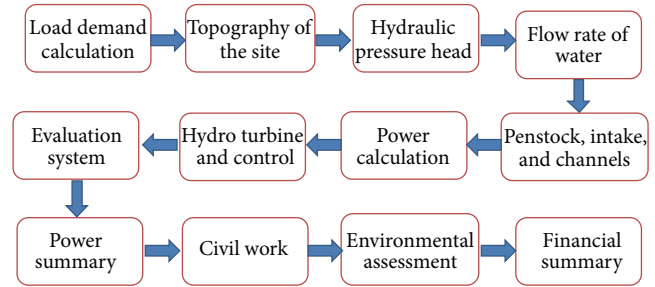 Load demand
calculation
Topography of
the site
Hydraulic
pressure head
Flow rate of
water
Evaluation
system
Hydro turbine
and control
Power
calculation
Penstock, intake,
and channels
Power
summary
Civil work
Environmental
assessment
Financial
summary